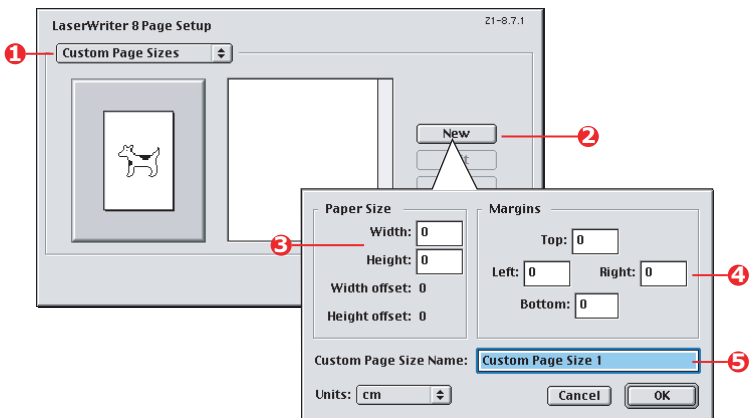 LaserWriter 8 Page Setup
Z1-8.7.1
1
Custom Page Sizes
New
2
Paper Size
Width: 0
Height: 0
3
Width offset: 0
Height offset: 0
Margins
Top: 0
Left: 0 Right: 0
4
Bottom: 0
Custom Page Size Name: Custom Page Size 1
5
Units: cm
Cancel
OK